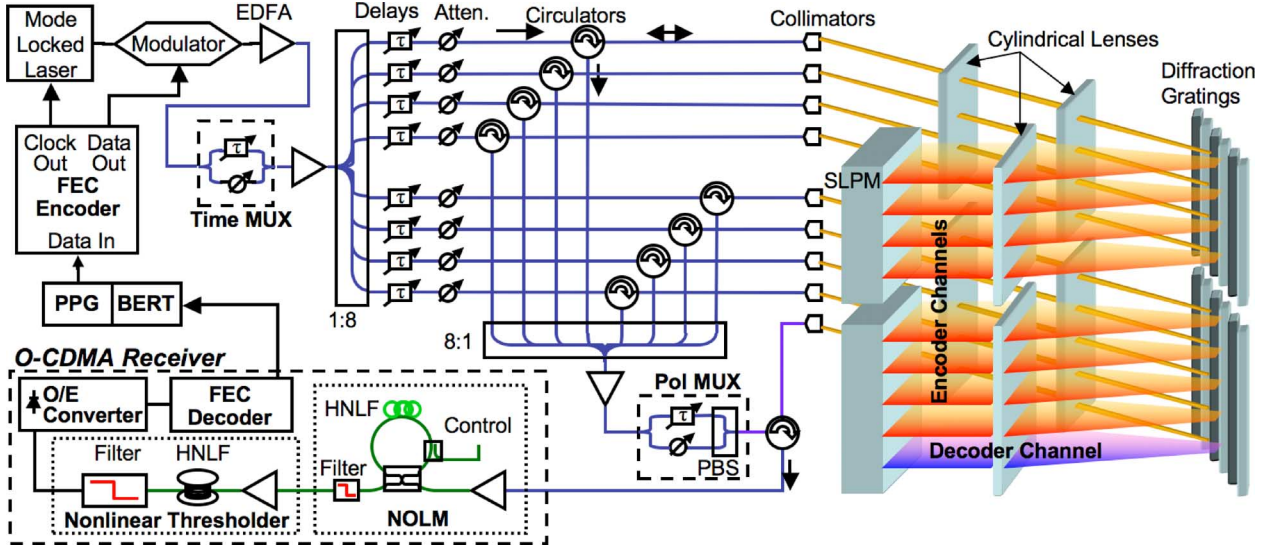 Mode
Locked
Laser
Modulator
EDFA
Delays
Atten.
Circulators
Collimators
Cylindrical Lenses
Diffraction
Gratings
τ
τ
τ
τ
Clock
Out
Data
Out
FEC
Encoder
Data In
τ
Time MUX
SLPM
τ
τ
τ
τ
Encoder Channels
PPG
BERT
1:8
8:1
O-CDMA Receiver
O/E
Converter
FEC
Decoder
HNLF
Control
Filter
NOLM
Pol MUX
τ
PBS
Decoder Channel
Filter
HNLF
Nonlinear Thresholder